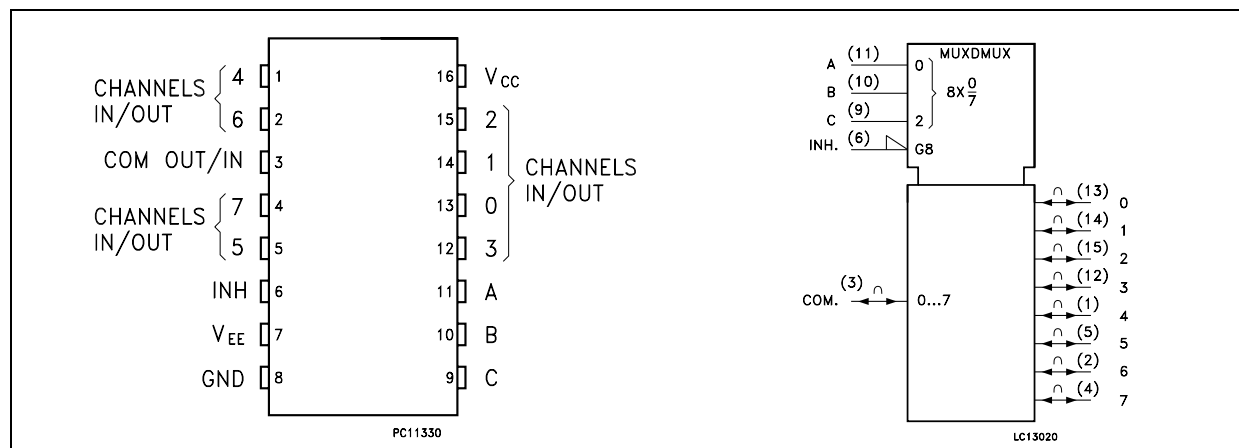 CHANNELS
IN/OUT
4 1
6 2
COM OUT/IN 3
CHANNELS
IN/OUT
7 4
5 5
INH 6
VEE 7
GND 8
16 VCC
15 2
14 1
13 0
12 3
CHANNELS
IN/OUT
11 A
10 B
9 C
PC11330
MUXDMUX
A (11) 0
B (10)
C (9) 2
8X 0/7
INH. (6) G8
COM. (3) ∩ 0...7
∩ (13) 0
∩ (14) 1
∩ (15) 2
∩ (12) 3
∩ (1) 4
∩ (5) 5
∩ (2) 6
∩ (4) 7
LC13020